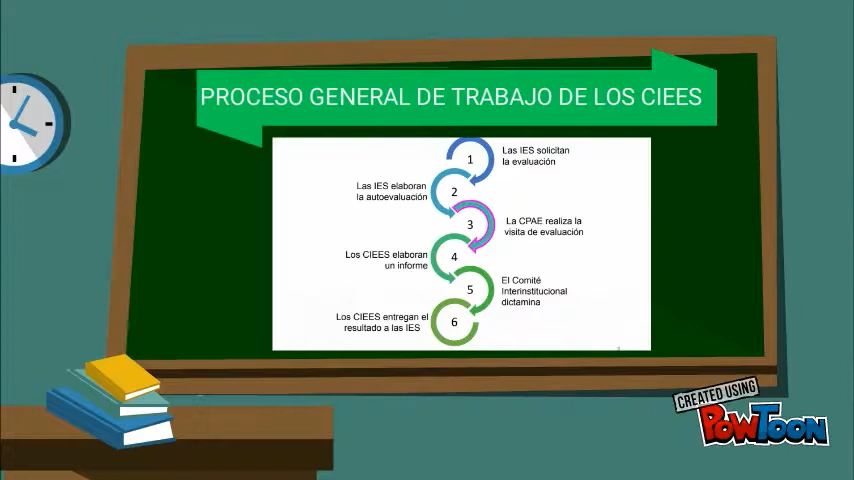 PROCESO GENERAL DE TRABAJO DE LOS CIEES
1
Las IES solicitan
la evaluación
2
Las IES elaboran
la autoevaluación
3
La CPAE realiza la
visita de evaluación
4
Los CIEES elaboran
un informe
5
El Comité
Interinstitucional
dictamina
6
Los CIEES entregan el
resultado a las IES
CREATED USING
POWTOON